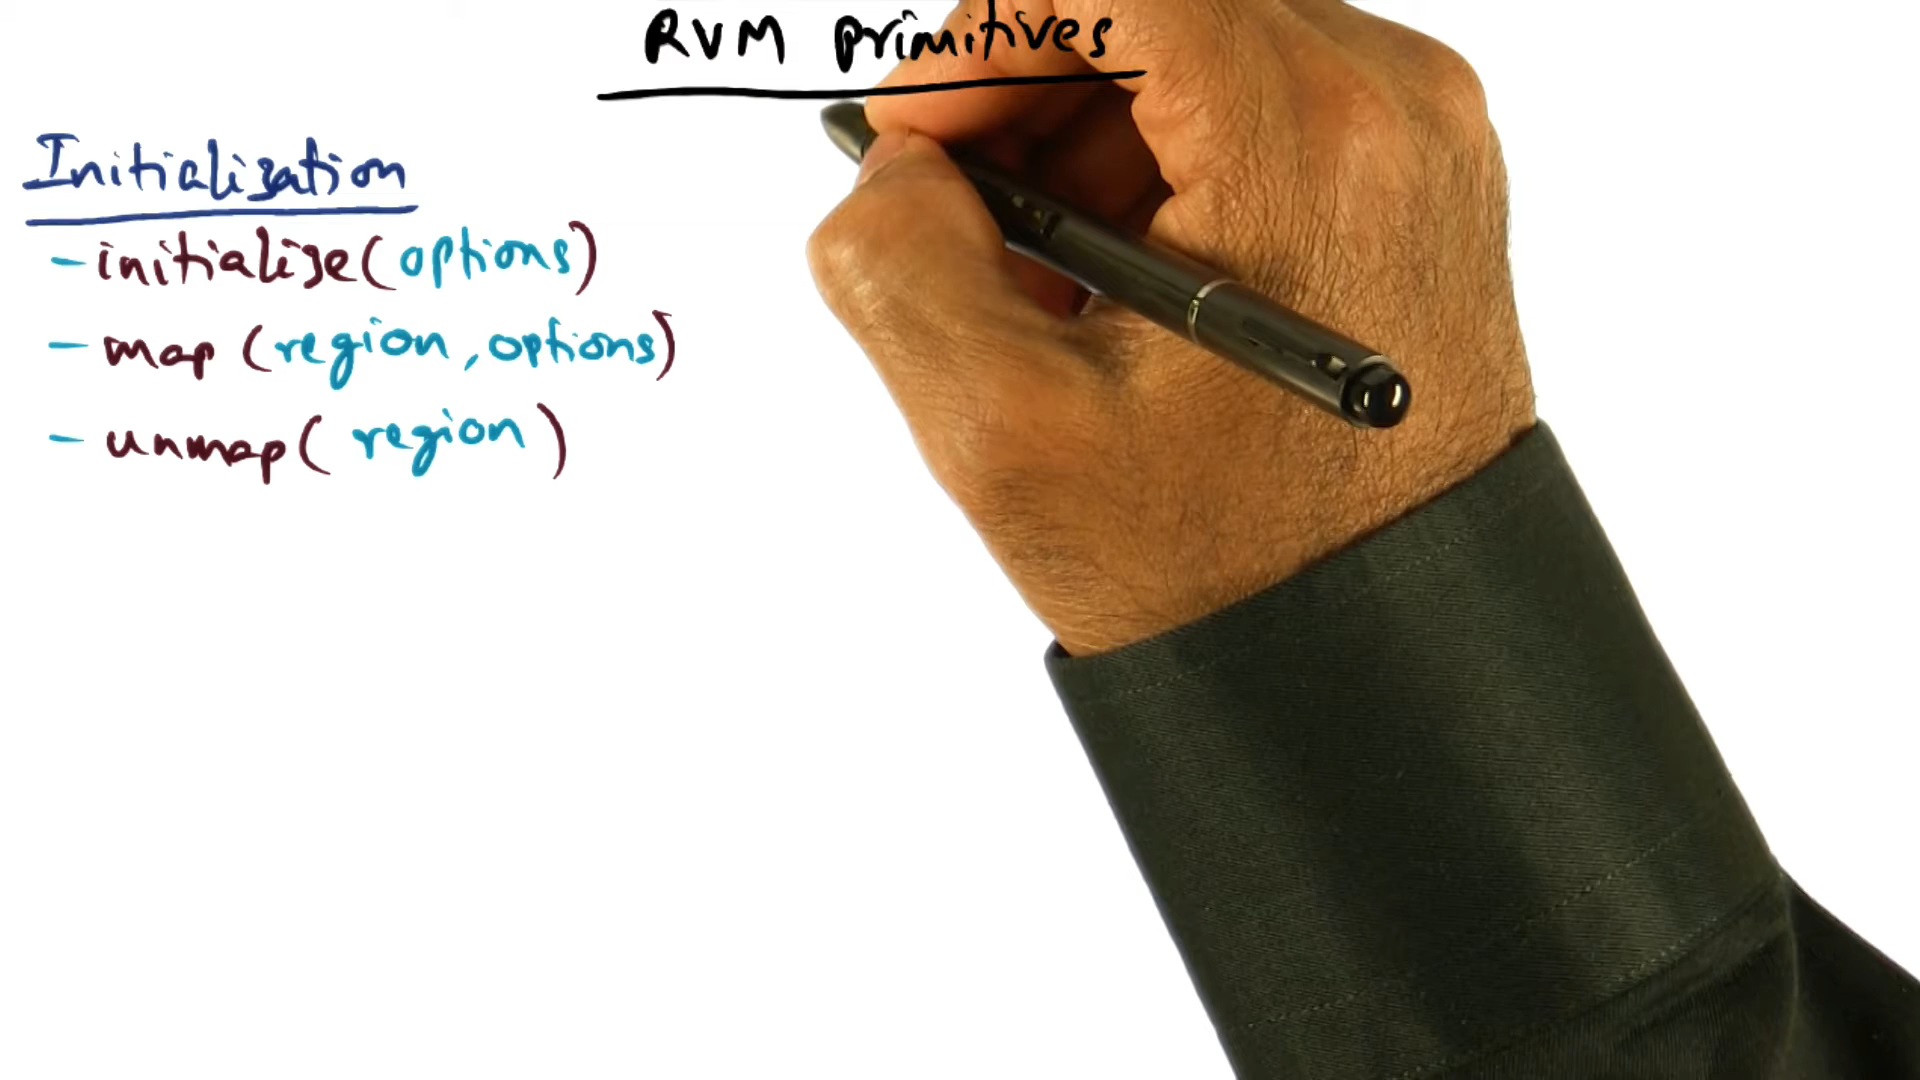 RVM primitives
Initialization
- initialize(options)
- map (region, options)
- unmap( region )